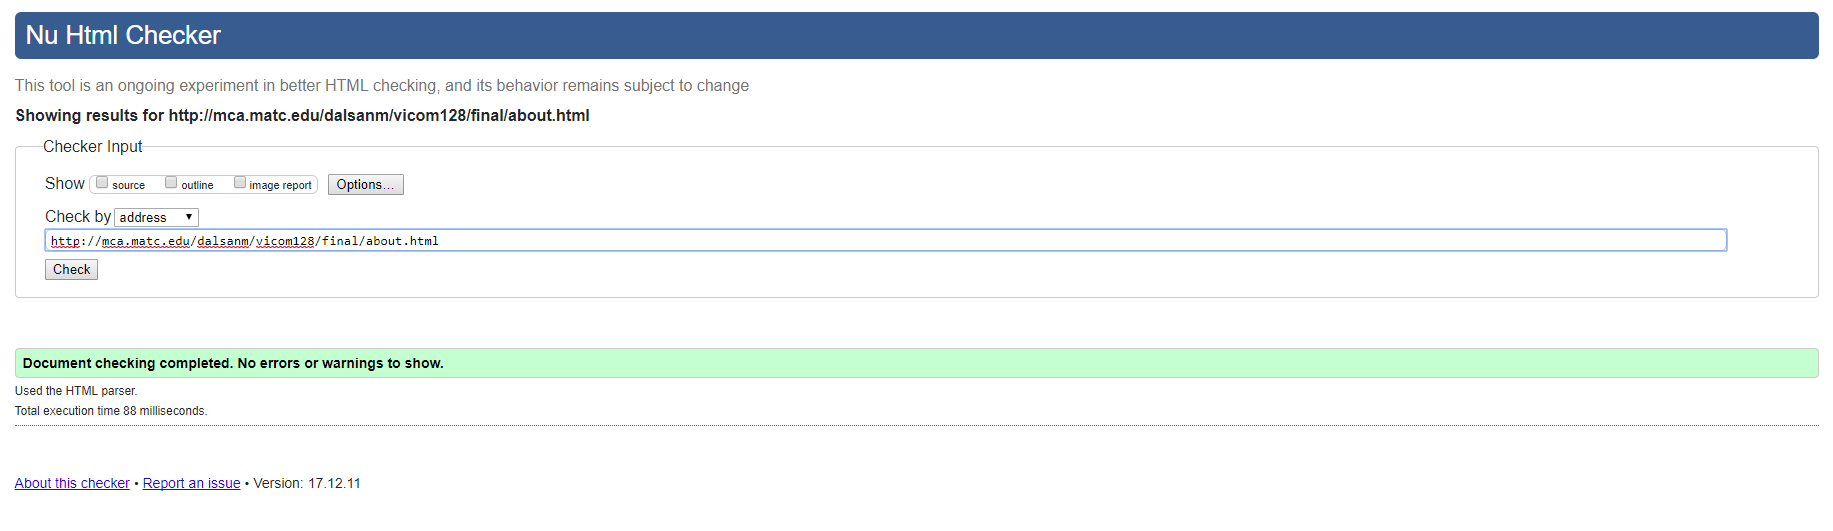 Nu Html Checker
This tool is an ongoing experiment in better HTML checking, and its behavior remains subject to change
Showing results for http://mca.matc.edu/dalsanm/vicom128/final/about.html
Checker Input
Show source outline image report Options...
Check by address
http://mca.matc.edu/dalsanm/vicom128/final/about.html
Check
Document checking completed. No errors or warnings to show.
Used the HTML parser.
Total execution time 88 milliseconds.
About this checker • Report an issue • Version: 17.12.11